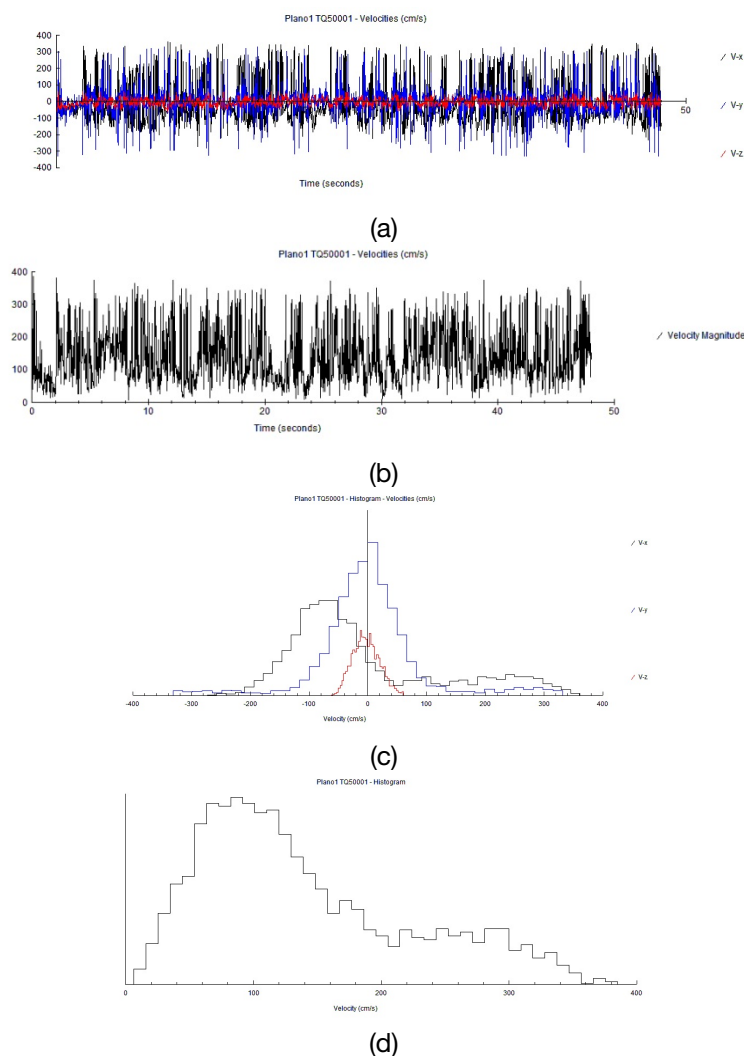 Plano1 TQ50001 - Velocities (cm/s)
400
300
200
100
0
-100
-200
-300
-400
50
V-x
V-y
V-z
Time (seconds)
(a)
Plano1 TQ50001 - Velocities (cm/s)
400
300
200
100
0
0 10 20 30 40 50
Velocity Magnitude
Time (seconds)
(b)
Plano1 TQ50001 - Histogram - Velocities (cm/s)
V-x
V-y
V-z
-400 -300 -200 -100 0 100 200 300 400
Velocity (cm/s)
(c)
Plano1 TQ50001 - Histogram
0 100 200 300 400
Velocity (cm/s)
(d)